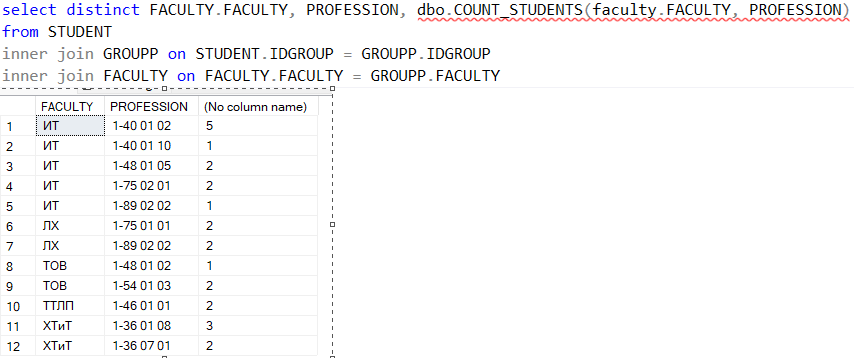 select distinct FACULTY.FACULTY, PROFESSION, dbo.COUNT_STUDENTS(faculty.FACULTY, PROFESSION)
from STUDENT
inner join GROUPP on STUDENT.IDGROUP = GROUPP.IDGROUP
inner join FACULTY on FACULTY.FACULTY = GROUPP.FACULTY
FACULTY PROFESSION (No column name)
1 ИТ 1-40 01 02 5
2 ИТ 1-40 01 10 1
3 ИТ 1-48 01 05 2
4 ИТ 1-75 02 01 2
5 ИТ 1-89 02 02 1
6 ЛХ 1-75 01 01 2
7 ЛХ 1-89 02 02 2
8 ТОВ 1-48 01 02 1
9 ТОВ 1-54 01 03 2
10 ТТЛП 1-46 01 01 2
11 ХТиТ 1-36 01 08 3
12 ХТиТ 1-36 07 01 2